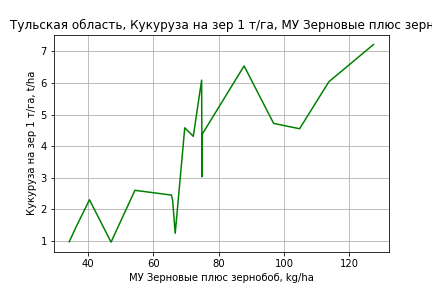 Тульская область, Кукуруза на зер 1 т/га, МУ Зерновые плюс зерн
7
6
5
4
3
2
1
Кукуруза на зер 1 т/га, t/ha
40 60 80 100 120
МУ Зерновые плюс зернобоб, kg/ha